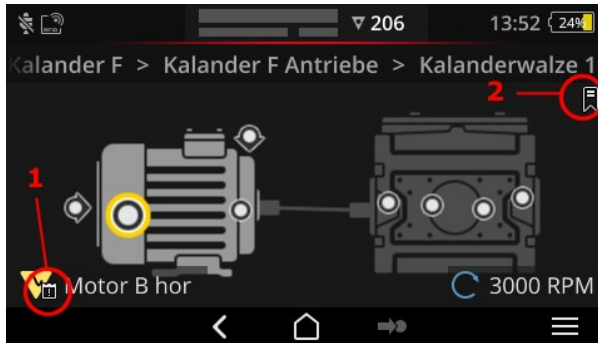 206 13:52 24%
Kalander F > Kalander F Antriebe > Kalanderwalze 1
2
1
Motor B hor 3000 RPM